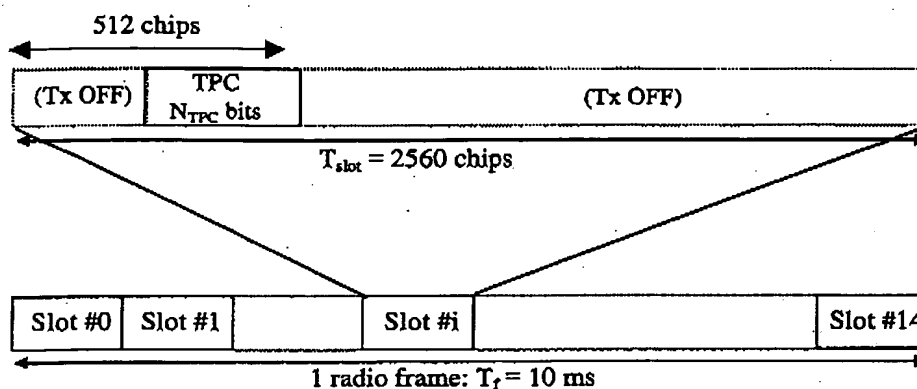 512 chips
(Tx OFF) TPC N_TPC bits (Tx OFF)
T_slot = 2560 chips
Slot #0 Slot #1 Slot #i Slot #14
1 radio frame: T_f = 10 ms